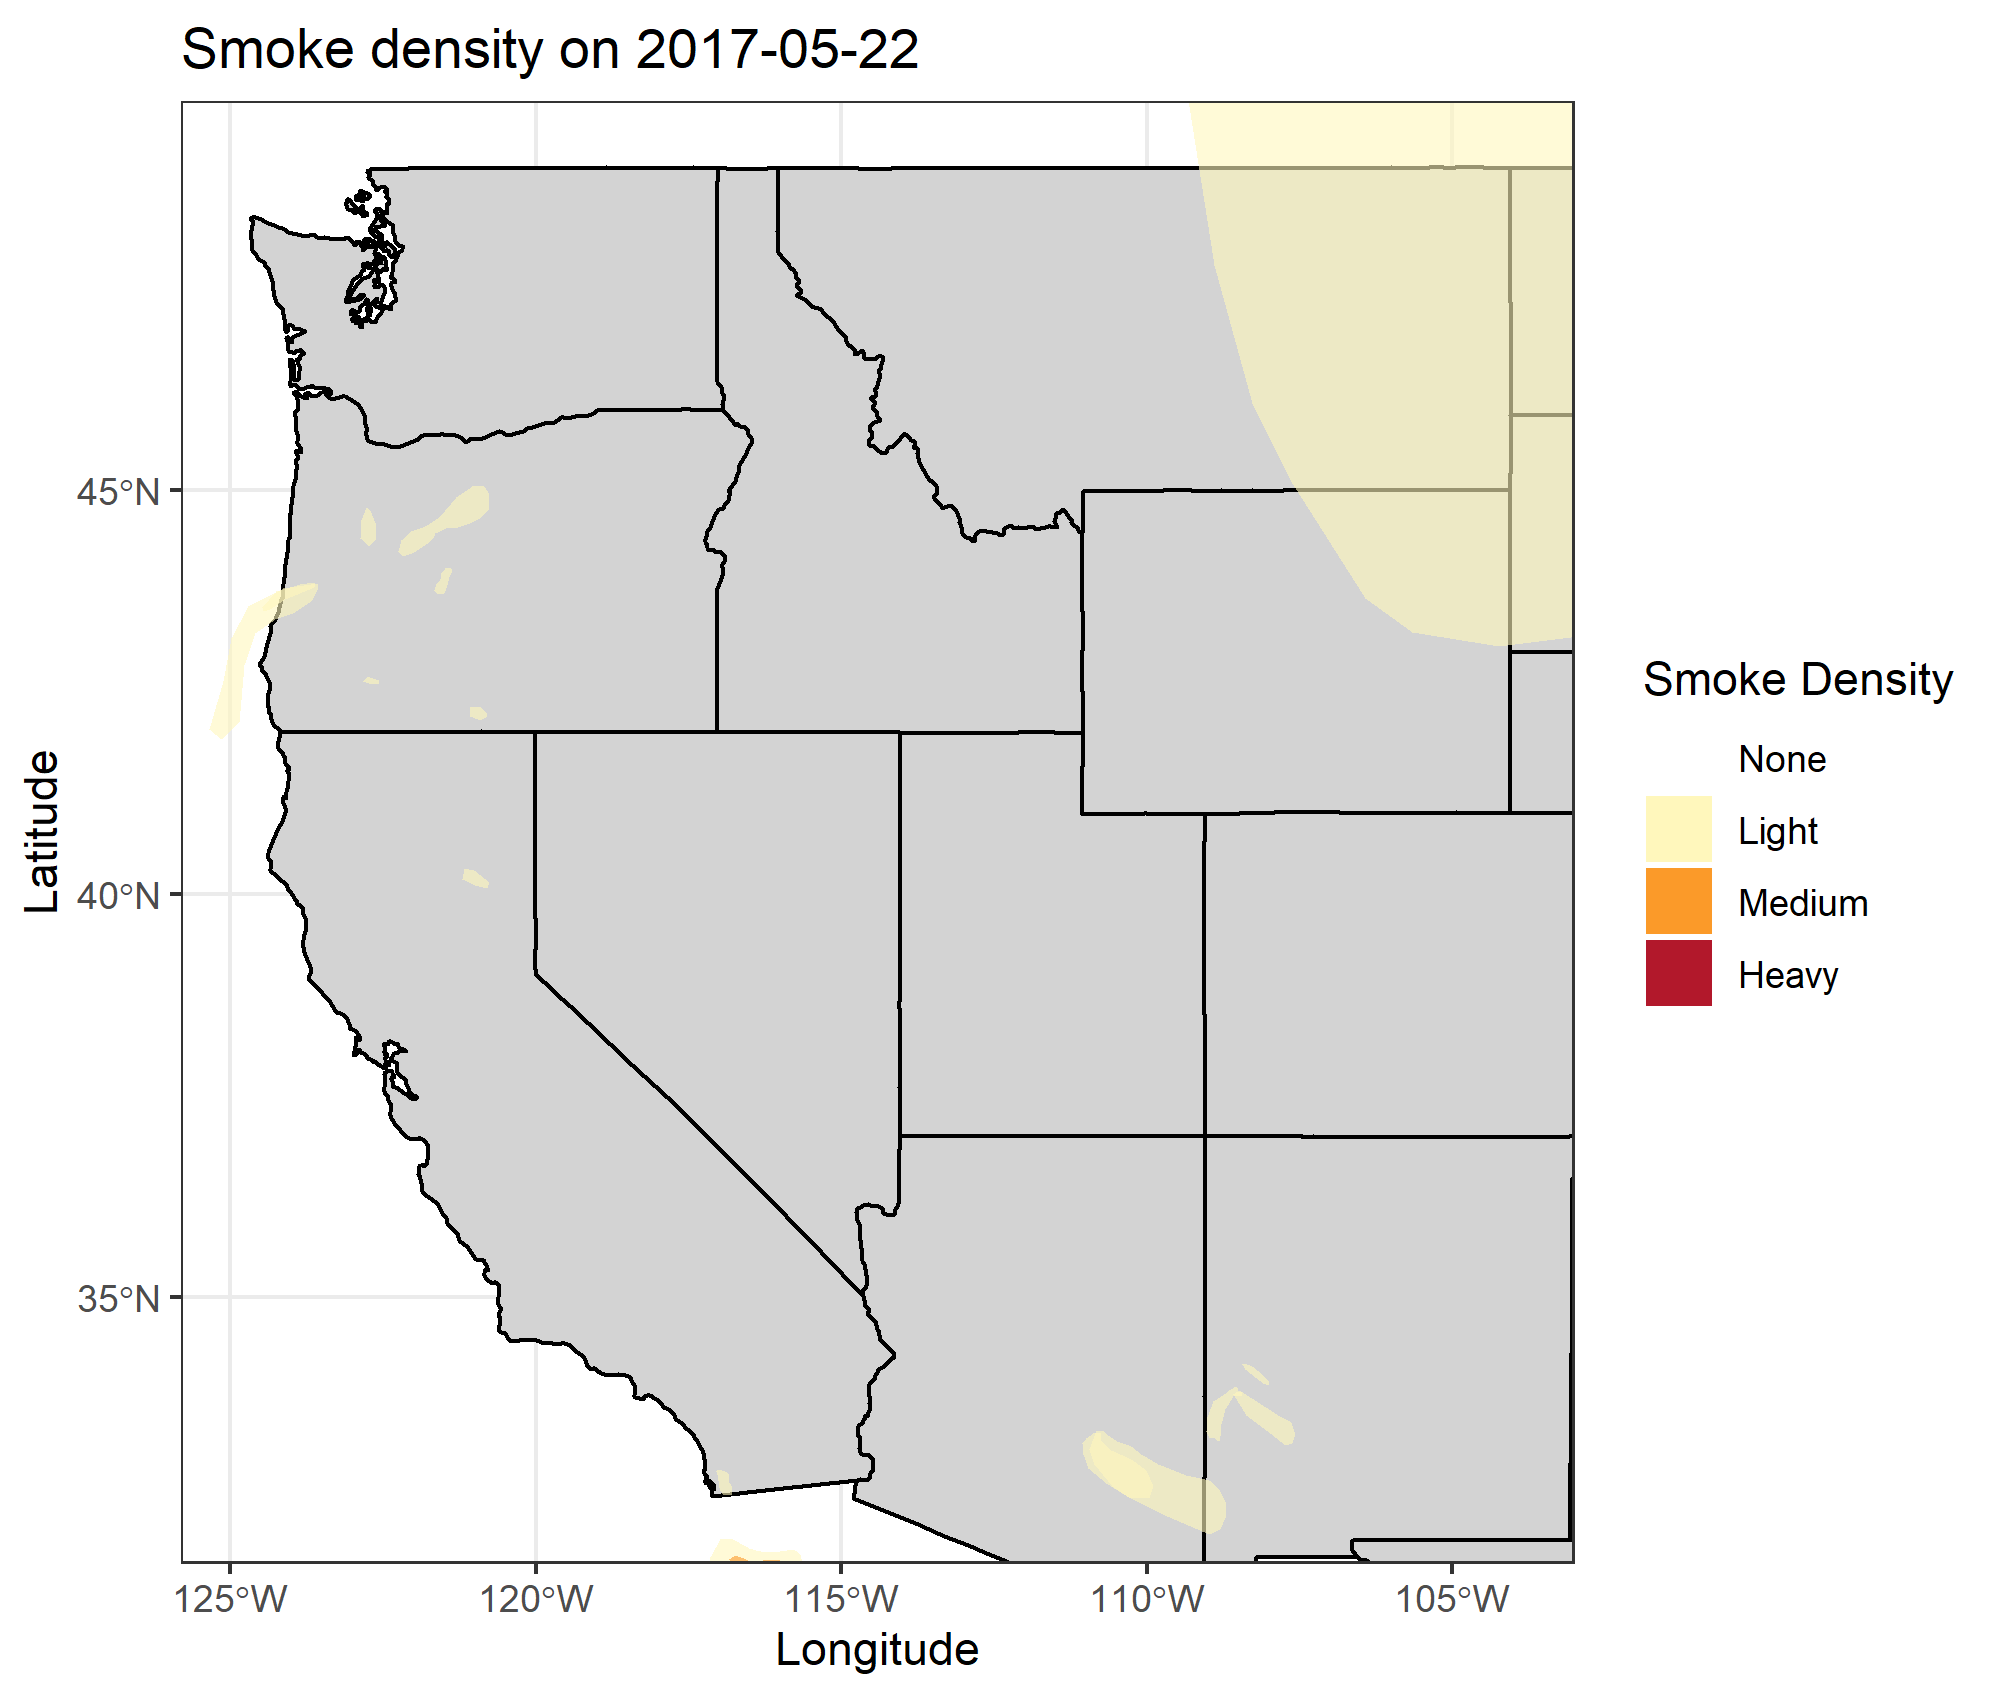 Smoke density on 2017-05-22
45°N
40°N
35°N
Latitude
125°W
120°W
115°W
110°W
105°W
Longitude
Smoke Density
None
Light
Medium
Heavy